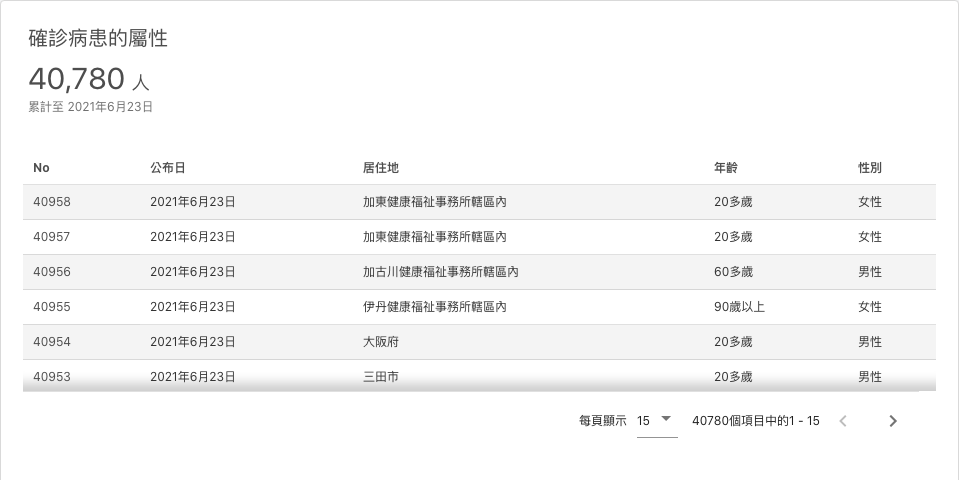 確診病患的屬性
40,780 人
累計至 2021年6月23日
No 公布日 居住地 年齡 性別
40958 2021年6月23日 加東健康福祉事務所轄區內 20多歲 女性
40957 2021年6月23日 加東健康福祉事務所轄區內 20多歲 女性
40956 2021年6月23日 加古川健康福祉事務所轄區內 60多歲 男性
40955 2021年6月23日 伊丹健康福祉事務所轄區內 90歲以上 女性
40954 2021年6月23日 大阪府 20多歲 男性
40953 2021年6月23日 三田市 20多歲 男性
每頁顯示 15 40780個項目中的1 - 15